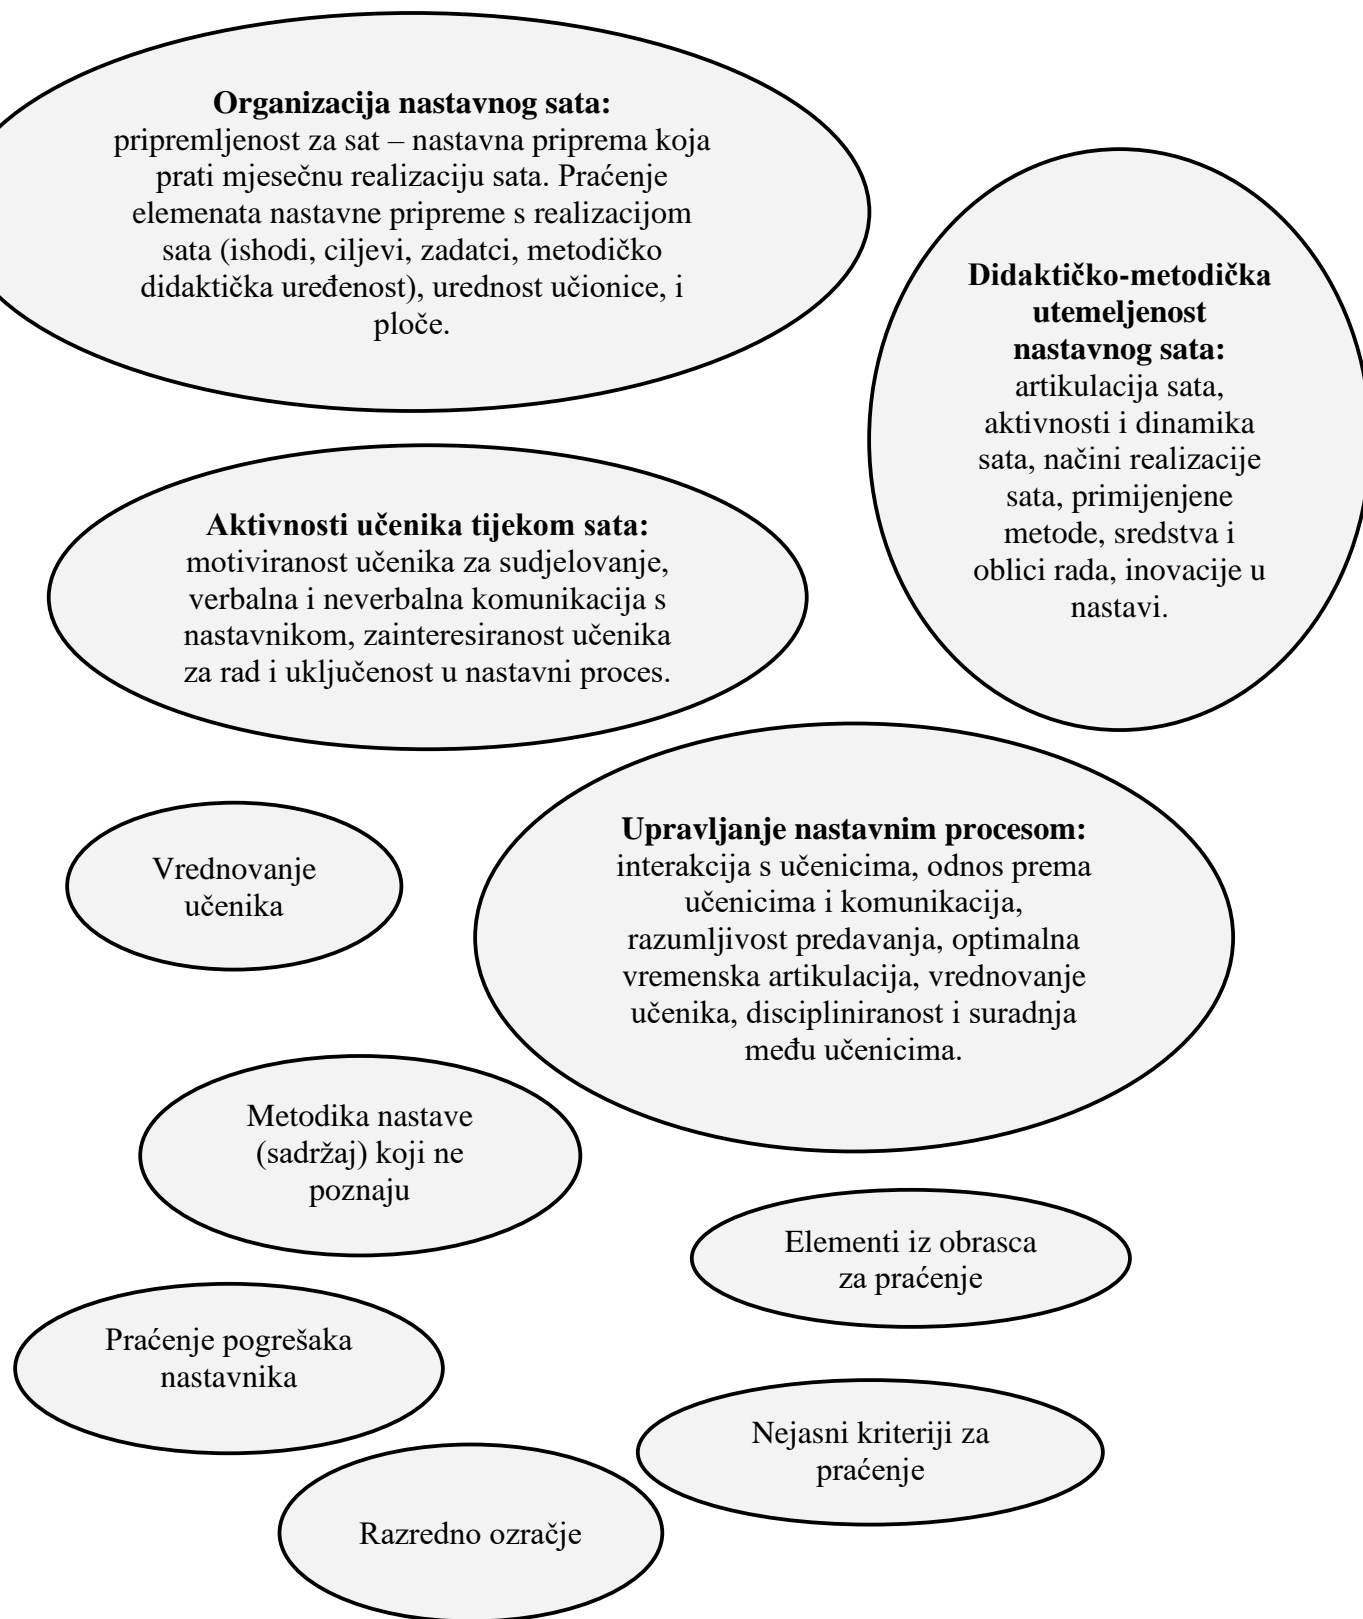 Organizacija nastavnog sata:
pripremljenost za sat – nastavna priprema koja
prati mjesečnu realizaciju sata. Praćenje
elemenata nastavne pripreme s realizacijom
sata (ishodi, ciljevi, zadatci, metodičko
didaktička uređenost), urednost učionice, i
ploče.
Didaktičko-metodička
utemeljenost
nastavnog sata:
artikulacija sata,
aktivnosti i dinamika
sata, načini realizacije
sata, primijenjene
metode, sredstva i
oblici rada, inovacije u
nastavi.
Aktivnosti učenika tijekom sata:
motiviranost učenika za sudjelovanje,
verbalna i neverbalna komunikacija s
nastavnikom, zainteresiranost učenika
za rad i uključenost u nastavni proces.
Upravljanje nastavnim procesom:
interakcija s učenicima, odnos prema
učenicima i komunikacija,
razumljivost predavanja, optimalna
vremenska artikulacija, vrednovanje
učenika, discipliniranost i suradnja
među učenicima.
Vrednovanje
učenika
Metodika nastave
(sadržaj) koji ne
poznaju
Elementi iz obrasca
za praćenje
Praćenje pogrešaka
nastavnika
Nejasni kriteriji za
praćenje
Razredno ozračje